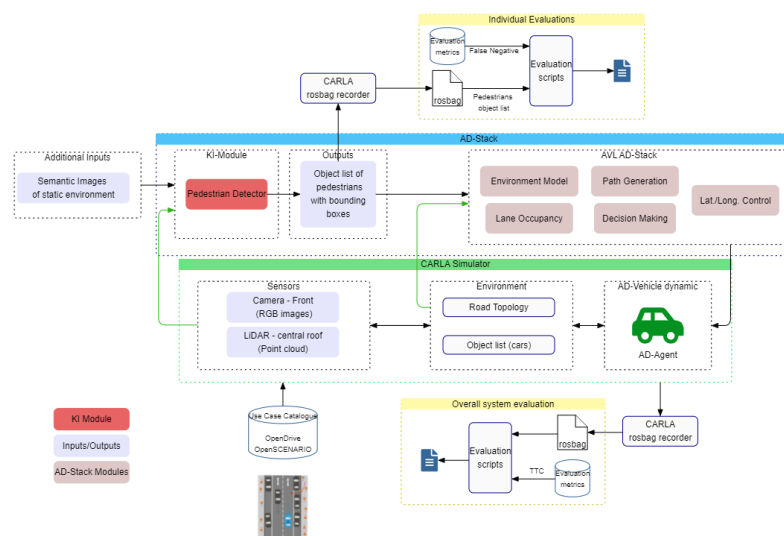 Individual Evaluations
Evaluation
metrics
False Negative
Evaluation
scripts
CARLA
rosbag recorder
rosbag
Pedestrians
object list
AD-Stack
Additional Inputs
Semantic Images
of static environment
KI-Module
Pedestrian Detector
Outputs
Object list of
pedestrians
with bounding
boxes
AVL AD-Stack
Environment Model
Path Generation
Lane Occupancy
Decision Making
Lat./Long. Control
CARLA Simulator
Sensors
Camera - Front
(RGB images)
LiDAR - central roof
(Point cloud)
Environment
Road Topology
Object list (cars)
AD-Vehicle dynamic
AD-Agent
Use Case Catalogue
OpenDrive
OpenSCENARIO
Overall system evaluation
Evaluation
scripts
rosbag
TTC
Evaluation
metrics
CARLA
rosbag recorder
KI Module
Inputs/Outputs
AD-Stack Modules